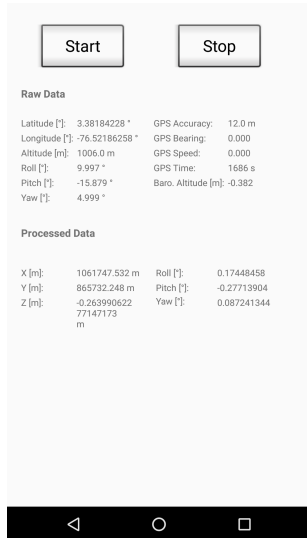 Start Stop
Raw Data
Latitude [°]: 3.38184228 ° GPS Accuracy: 12.0 m
Longitude [°]: -76.52186258 ° GPS Bearing: 0.000
Altitude [m]: 1006.0 m GPS Speed: 0.000
Roll [°]: 9.997 ° GPS Time: 1686 s
Pitch [°]: -15.879 ° Baro. Altitude [m]: -0.382
Yaw [°]: 4.999 °
Processed Data
X [m]: 1061747.532 m Roll [°]: 0.17448458
Y [m]: 865732.248 m Pitch [°]: -0.27713904
Z [m]: -0.263990622 Yaw [°]: 0.087241344
77147173
m